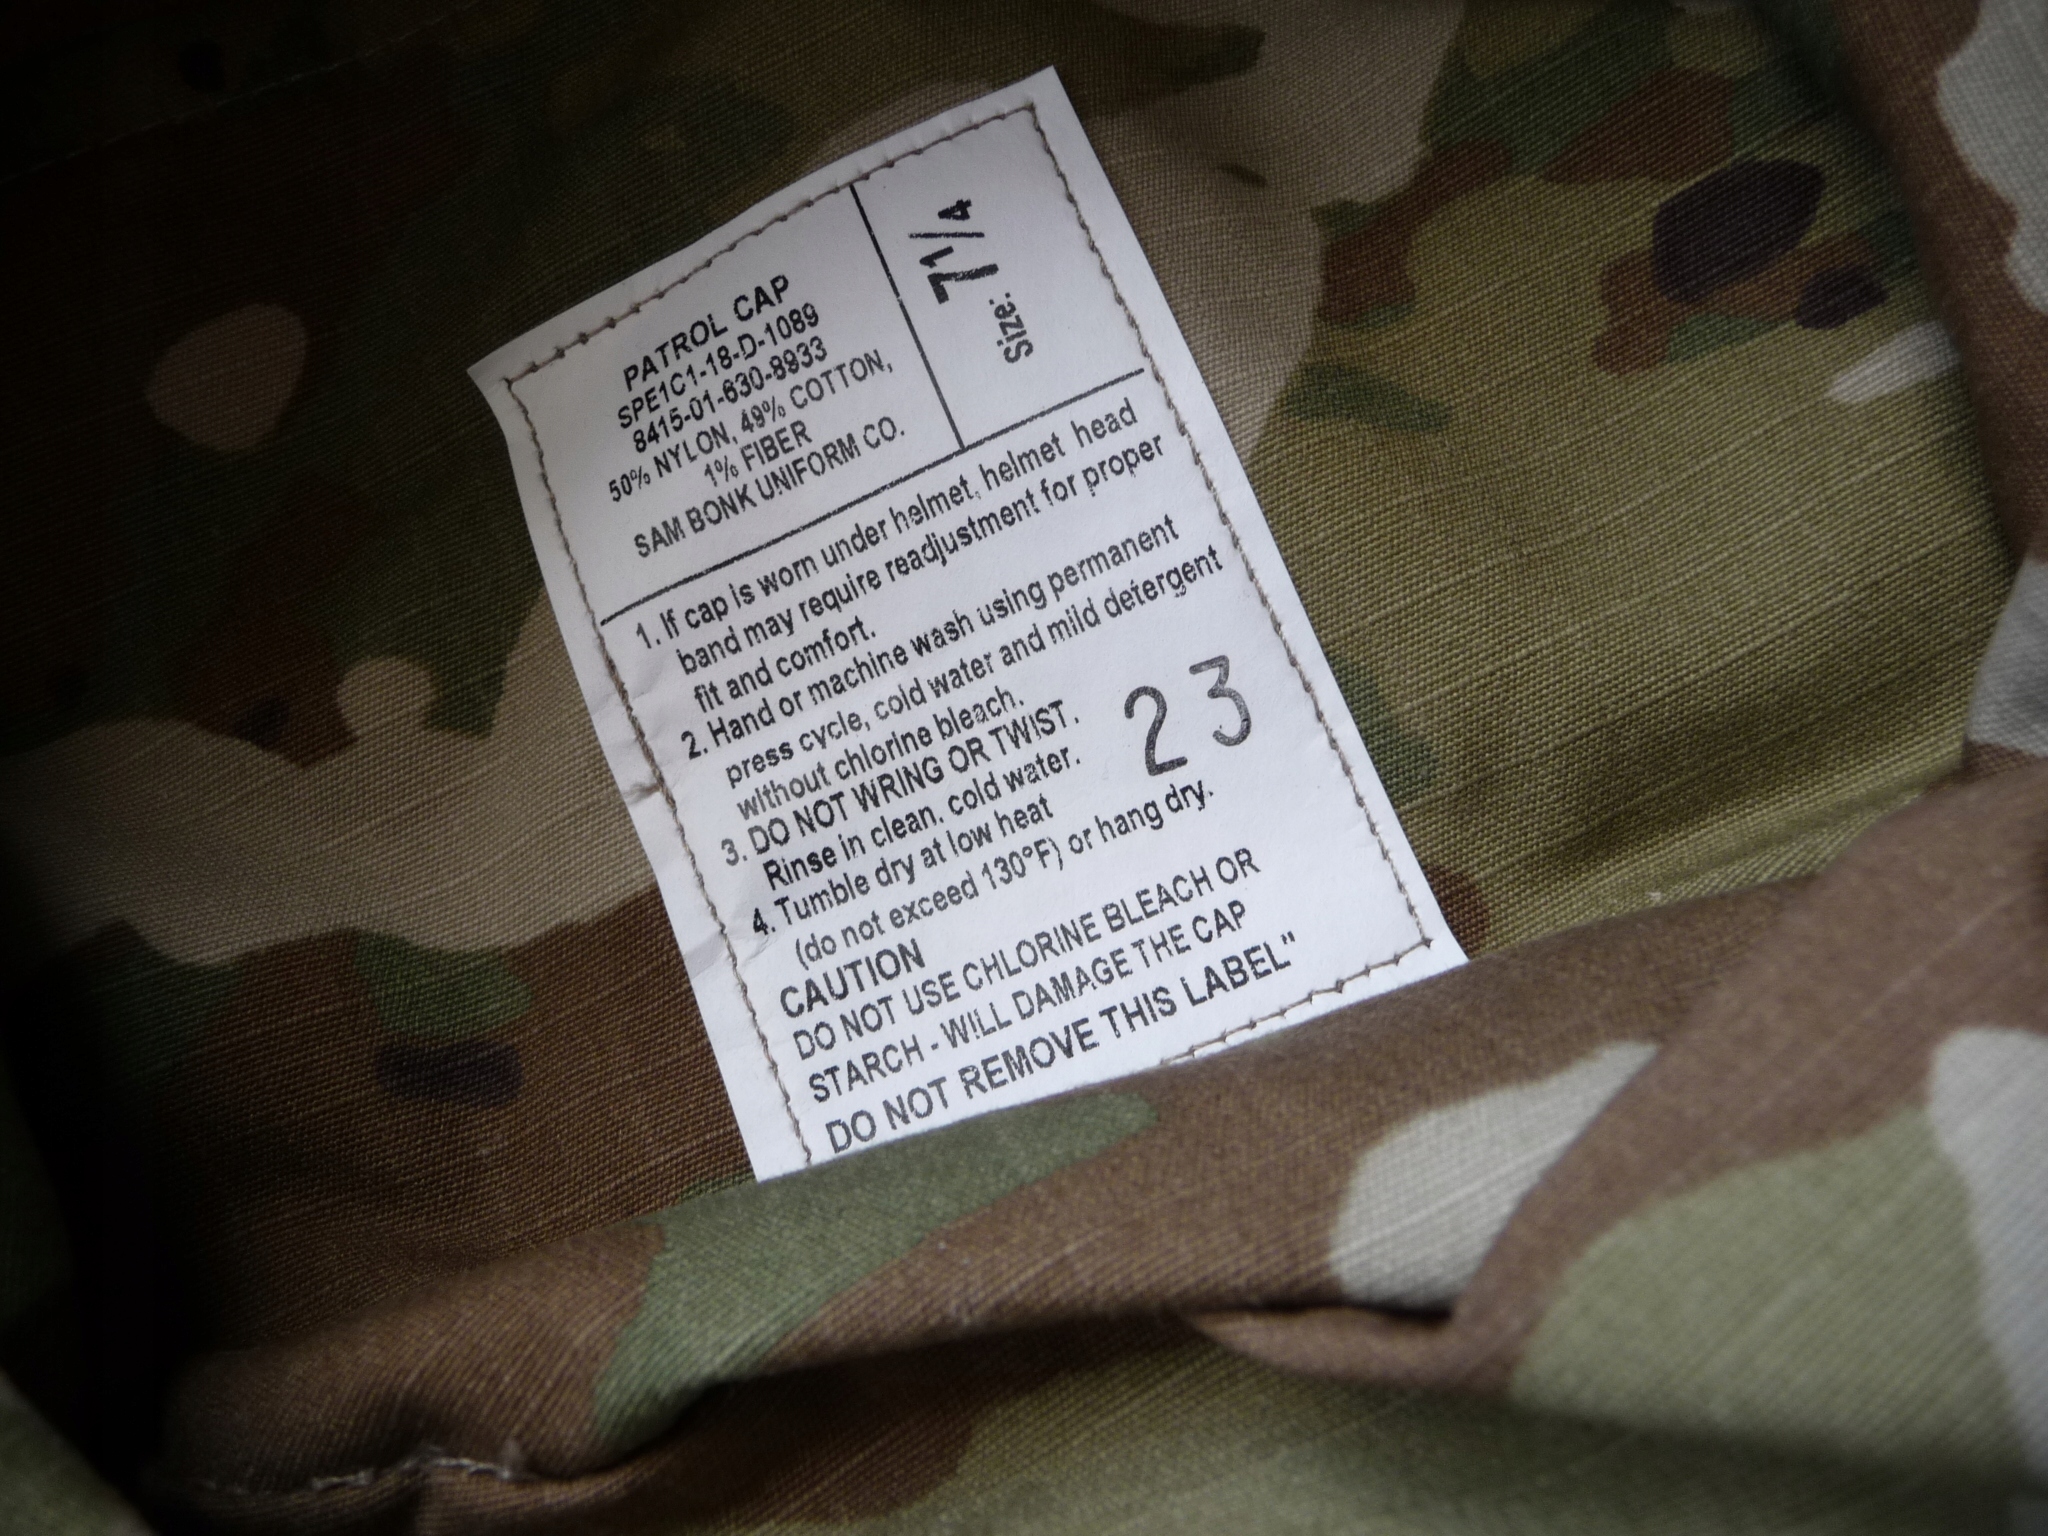 PATROL CAP
SPE1C1-18-D-1089
8415-01-630-8933
50% NYLON, 49% COTTON,
1% FIBER
SAM BONK UNIFORM CO.
Size: 7 1/4
1. If cap is worn under helmet, helmet head
band may require readjustment for proper
fit and comfort.
2. Hand or machine wash using permanent
press cycle, cold water and mild detergent
without chlorine bleach.
3. DO NOT WRING OR TWIST.
Rinse in clean. cold water.
4. Tumble dry at low heat
(do not exceed 130°F) or hang dry.
23
CAUTION
DO NOT USE CHLORINE BLEACH OR
STARCH - WILL DAMAGE THE CAP
DO NOT REMOVE THIS LABEL"